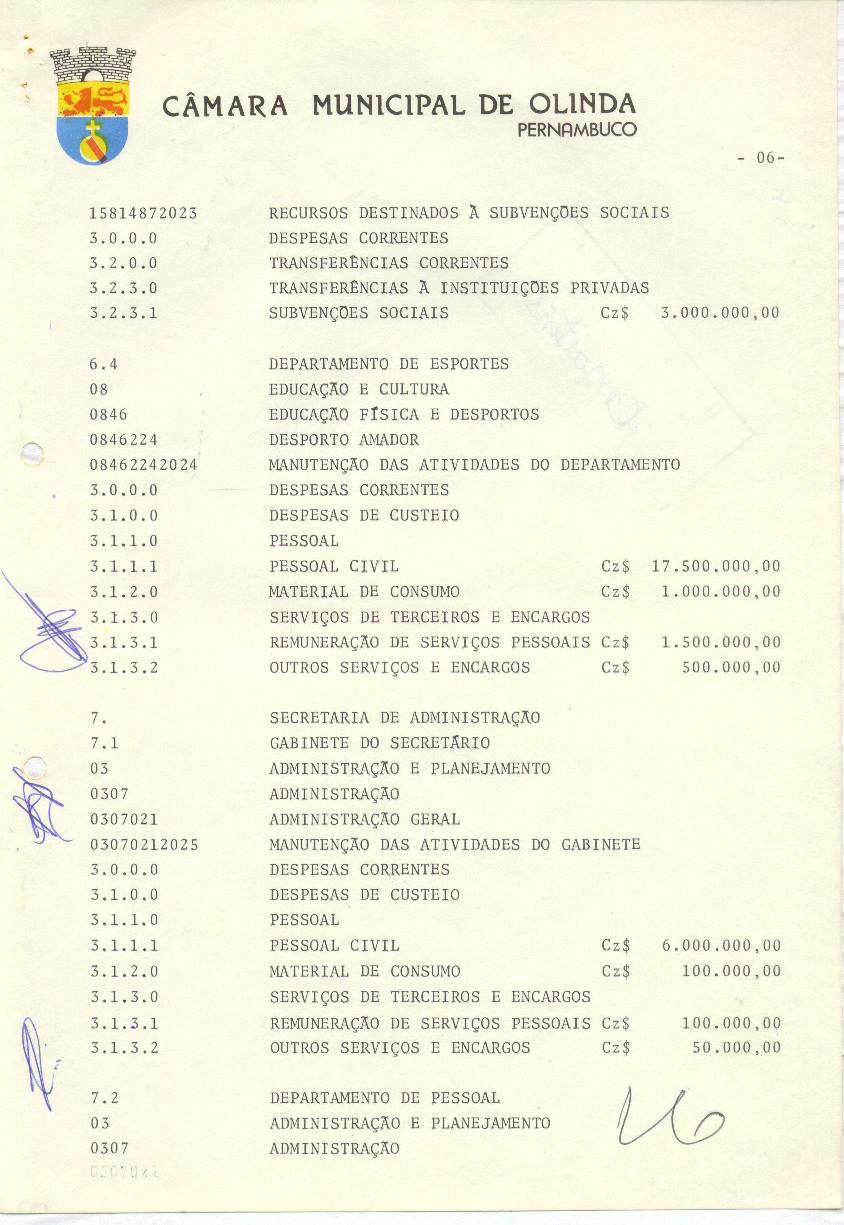 CÂMARA MUNICIPAL DE OLINDA
PERNAMBUCO
- 06-
15814872023 RECURSOS DESTINADOS À SUBVENÇÕES SOCIAIS
3.0.0.0 DESPESAS CORRENTES
3.2.0.0 TRANSFERÊNCIAS CORRENTES
3.2.3.0 TRANSFERÊNCIAS À INSTITUIÇÕES PRIVADAS
3.2.3.1 SUBVENÇÕES SOCIAIS Cz$ 3.000.000,00
6.4 DEPARTAMENTO DE ESPORTES
08 EDUCAÇÃO E CULTURA
0846 EDUCAÇÃO FÍSICA E DESPORTOS
0846224 DESPORTO AMADOR
08462242024 MANUTENÇÃO DAS ATIVIDADES DO DEPARTAMENTO
3.0.0.0 DESPESAS CORRENTES
3.1.0.0 DESPESAS DE CUSTEIO
3.1.1.0 PESSOAL
3.1.1.1 PESSOAL CIVIL Cz$ 17.500.000,00
3.1.2.0 MATERIAL DE CONSUMO Cz$ 1.000.000,00
3.1.3.0 SERVIÇOS DE TERCEIROS E ENCARGOS
3.1.3.1 REMUNERAÇÃO DE SERVIÇOS PESSOAIS Cz$ 1.500.000,00
3.1.3.2 OUTROS SERVIÇOS E ENCARGOS Cz$ 500.000,00
7. SECRETARIA DE ADMINISTRAÇÃO
7.1 GABINETE DO SECRETÁRIO
03 ADMINISTRAÇÃO E PLANEJAMENTO
0307 ADMINISTRAÇÃO
0307021 ADMINISTRAÇÃO GERAL
03070212025 MANUTENÇÃO DAS ATIVIDADES DO GABINETE
3.0.0.0 DESPESAS CORRENTES
3.1.0.0 DESPESAS DE CUSTEIO
3.1.1.0 PESSOAL
3.1.1.1 PESSOAL CIVIL Cz$ 6.000.000,00
3.1.2.0 MATERIAL DE CONSUMO Cz$ 100.000,00
3.1.3.0 SERVIÇOS DE TERCEIROS E ENCARGOS
3.1.3.1 REMUNERAÇÃO DE SERVIÇOS PESSOAIS Cz$ 100.000,00
3.1.3.2 OUTROS SERVIÇOS E ENCARGOS Cz$ 50.000,00
7.2 DEPARTAMENTO DE PESSOAL
03 ADMINISTRAÇÃO E PLANEJAMENTO
0307 ADMINISTRAÇÃO